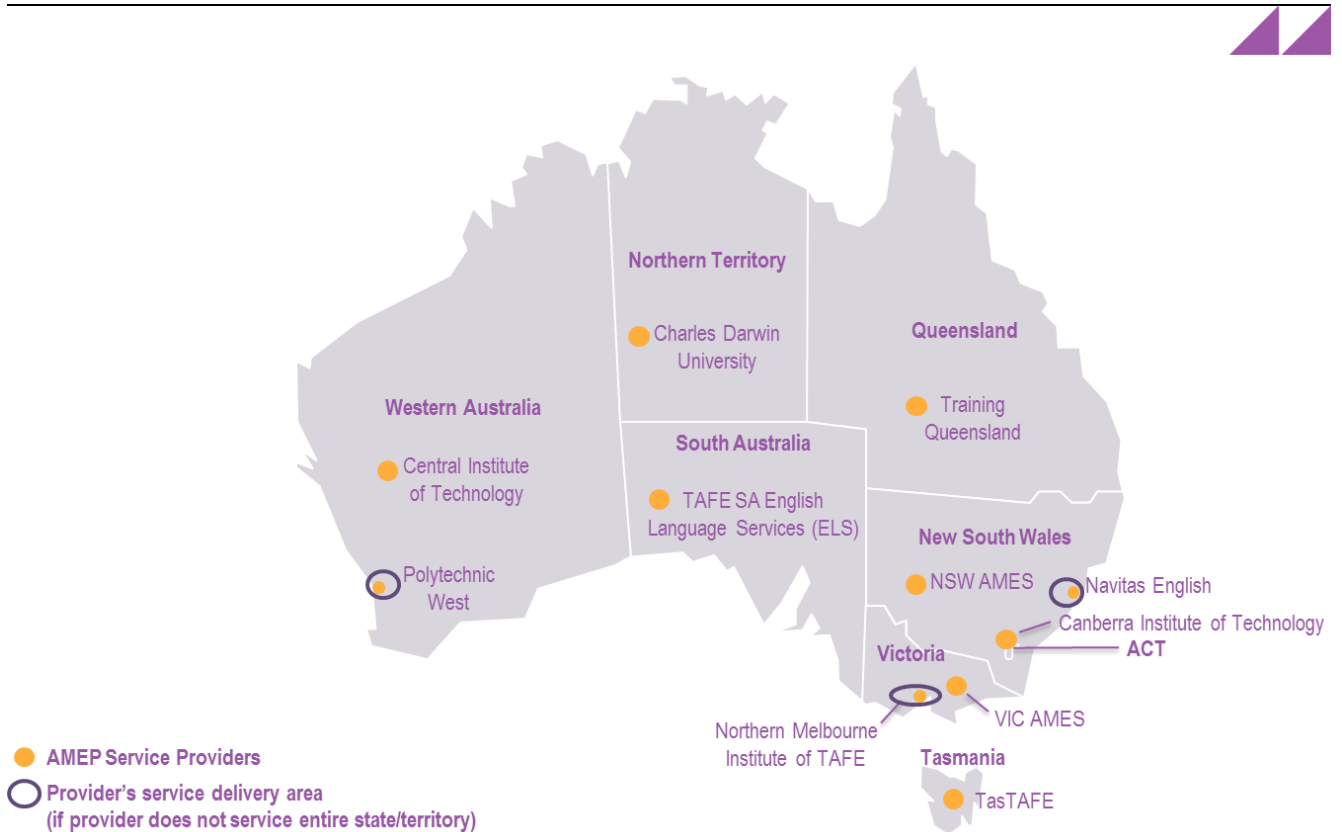 Northern Territory
Charles Darwin
University
Queensland
Training
Queensland
Western Australia
Central Institute
of Technology
South Australia
TAFE SA English
Language Services (ELS)
New South Wales
NSW AMES
Navitas English
Polytechnic
West
Canberra Institute of Technology
ACT
Victoria
VIC AMES
Northern Melbourne
Institute of TAFE
Tasmania
TasTAFE
AMEP Service Providers
Provider's service delivery area
(if provider does not service entire state/territory)